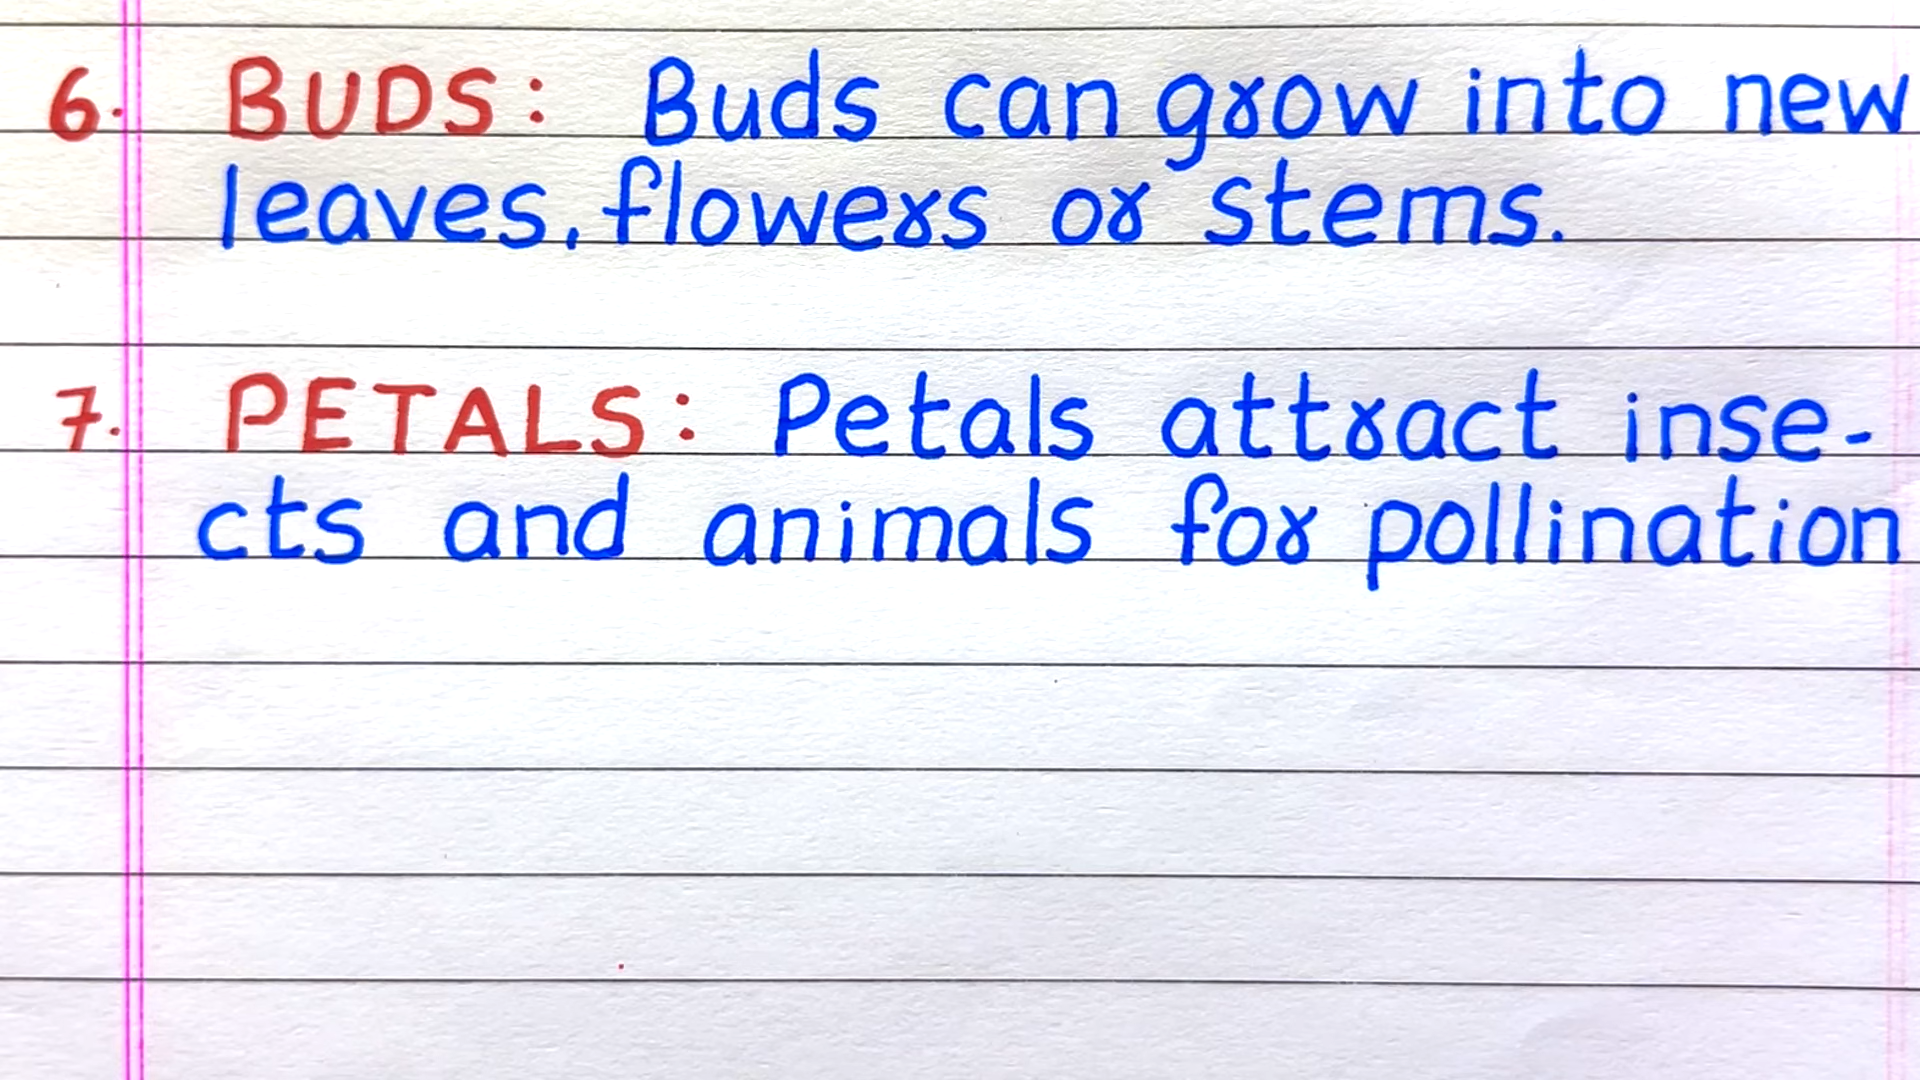 6. BUDS: Buds can grow into new
leaves, flowers or stems.
7. PETALS: Petals attract inse-
cts and animals for pollination